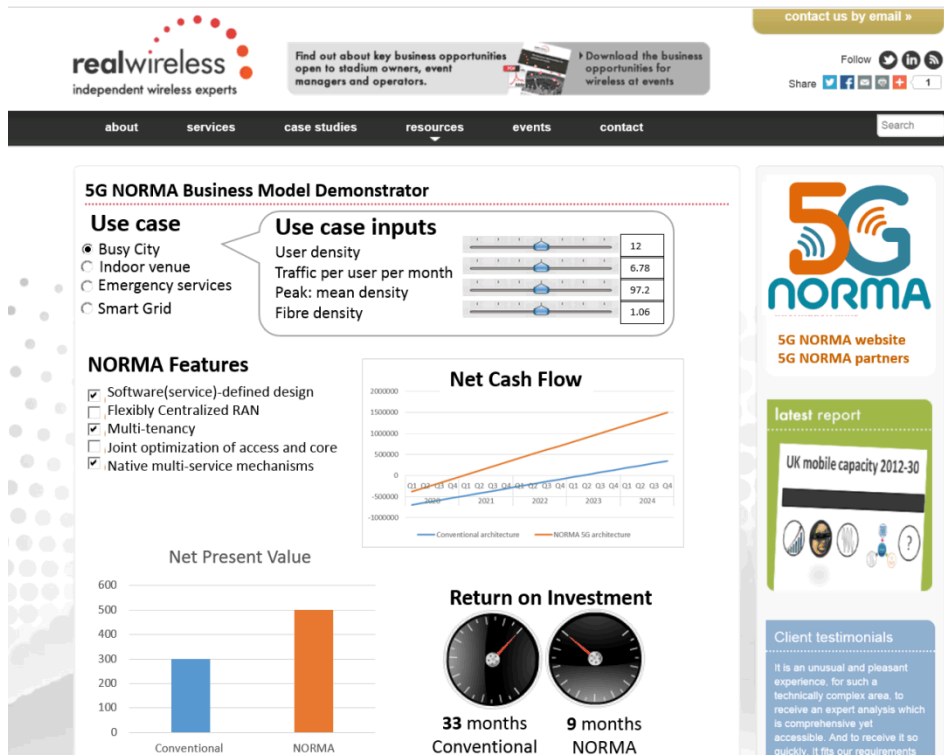 contact us by email »
realwireless
independent wireless experts
Find out about key business opportunities
open to stadium owners, event
managers and operators.
Download the business
opportunities for
wireless at events
Follow
Share
1
about services case studies resources events contact
Search
5G NORMA Business Model Demonstrator
Use case
Busy City
Indoor venue
Emergency services
Smart Grid
Use case inputs
User density 12
Traffic per user per month 6.78
Peak: mean density 97.2
Fibre density 1.06
5G
NORMA
5G NORMA website
5G NORMA partners
NORMA Features
Software(service)-defined design
Flexibly Centralized RAN
Multi-tenancy
Joint optimization of access and core
Native multi-service mechanisms
Net Cash Flow
2000000
1500000
1000000
500000
0
-500000
-1000000
Q1 Q2 Q3 Q4 Q1 Q2 Q3 Q4 Q1 Q2 Q3 Q4 Q1 Q2 Q3 Q4 Q1 Q2 Q3 Q4
2020 2021 2022 2023 2024
Conventional architecture NORMA 5G architecture
latest report
UK mobile capacity 2012-30
?
Net Present Value
600
500
400
300
200
100
0
Conventional NORMA
Return on Investment
33 months
Conventional
9 months
NORMA
Client testimonials
It is an unusual and pleasant
experience, for such a
technically complex area, to
receive an expert analysis which
is comprehensive yet
accessible. And to receive it so
quickly. It fits our requirements